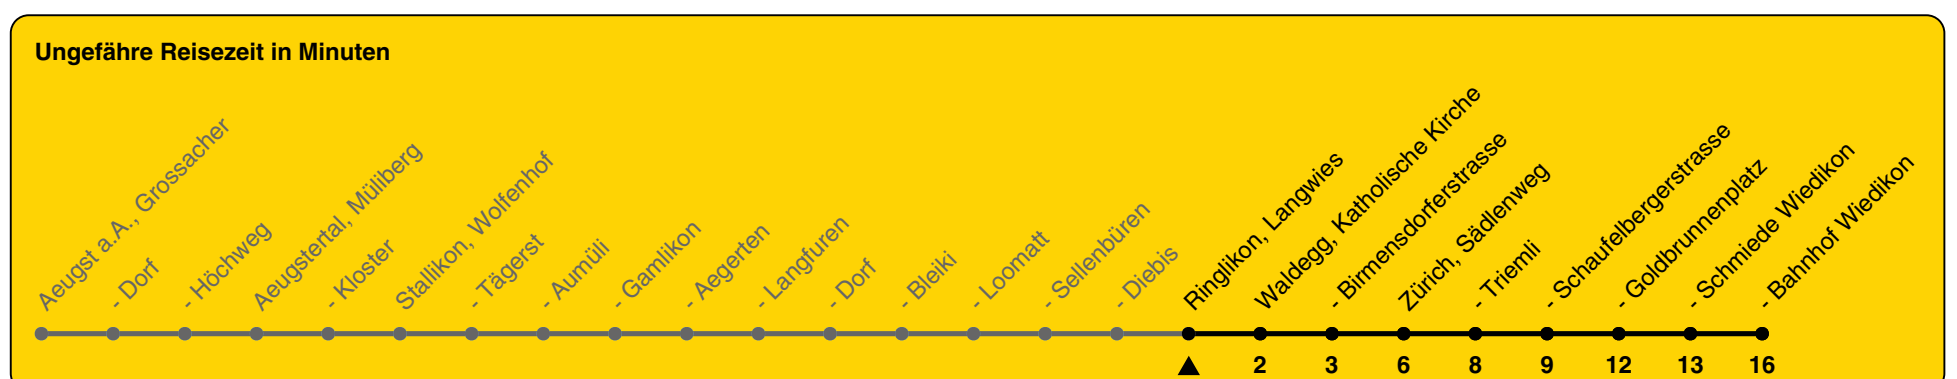 Ungefähre Reisezeit in Minuten
Aeugst a.A., Grossacher
- Dorf
- Höchweg
Aeugstertal, Müliberg
- Kloster
Stallikon, Wolfenhof
- Tägerst
- Aumüli
- Gamlikon
- Aegerten
- Langfuren
- Dorf
- Bleiki
- Loomatt
- Sellenbüren
- Diebis
Ringlikon, Langwies
Waldegg, Katholische Kirche
- Birmensdorferstrasse
Zürich, Sädlenweg
- Triemli
- Schaufelbergerstrasse
- Goldbrunnenplatz
- Schmiede Wiedikon
- Bahnhof Wiedikon
2 3 6 8 9 12 13 16